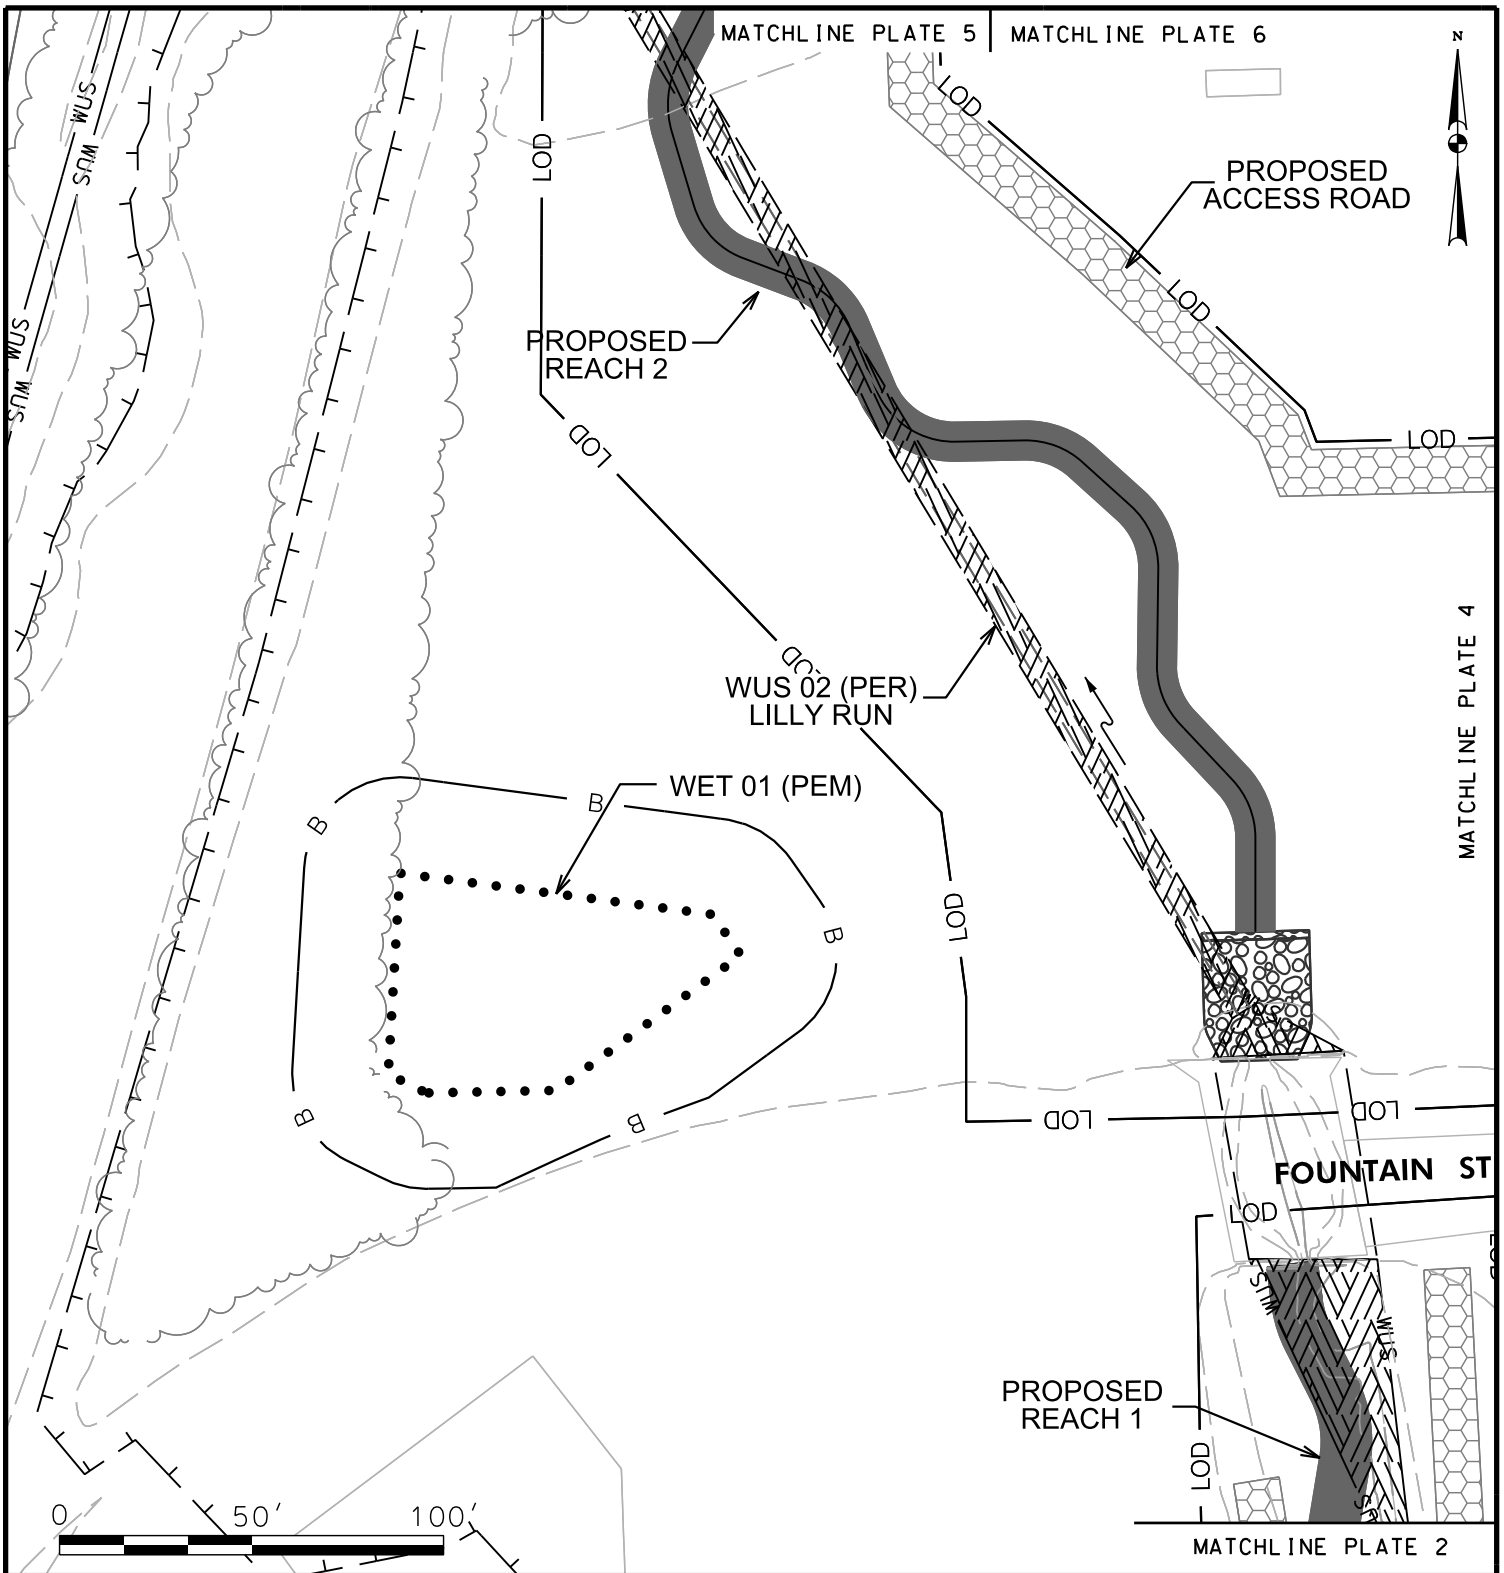 MATCHLINE PLATE 5
MATCHLINE PLATE 6
N
LOD
WUS
WUS
LOD
PROPOSED
ACCESS ROAD
LOD
WUS
WUS
PROPOSED
REACH 2
LOD
LOD
MATCHLINE PLATE 4
WUS 02 (PER)
LILLY RUN
WET 01 (PEM)
B
B
LOD
B
B
B
LOD
LOD
FOUNTAIN ST
LOD
LOD
WUS
WUS
PROPOSED
REACH 1
LOD
0 50' 100'
MATCHLINE PLATE 2